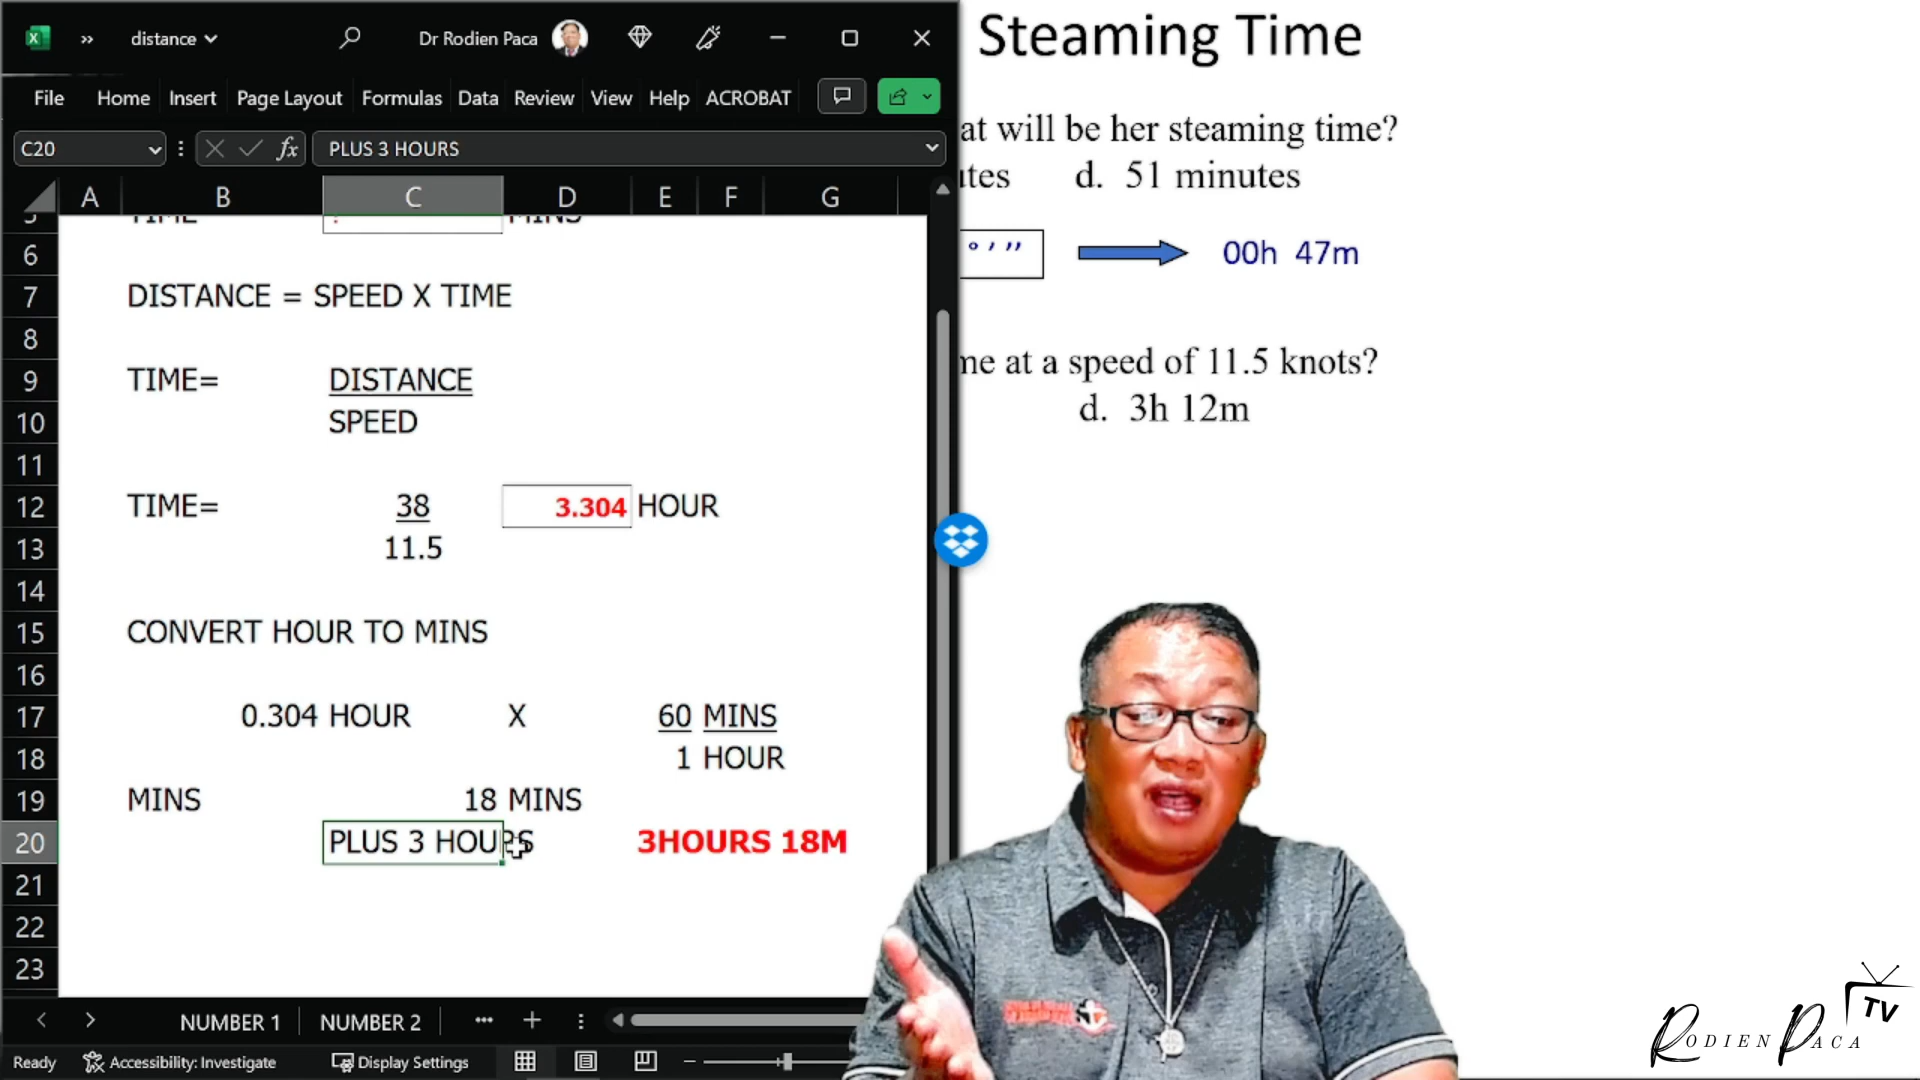 distance
Dr Rodien Paca
File Home Insert Page Layout Formulas Data Review View Help ACROBAT
C20
fx
PLUS 3 HOURS
A B C D E F G
6
7 DISTANCE = SPEED X TIME
8
9 TIME= DISTANCE
10 SPEED
11
12 TIME= 38 3.304 HOUR
13 11.5
14
15 CONVERT HOUR TO MINS
16
17 0.304 HOUR X 60 MINS
18 1 HOUR
19 MINS 18 MINS
20 PLUS 3 HOURS 3HOURS 18M
21
22
23
NUMBER 1 NUMBER 2
Ready Accessibility: Investigate Display Settings
Steaming Time
at will be her steaming time?
d. 51 minutes
° ’ ” 00h 47m
me at a speed of 11.5 knots?
d. 3h 12m
TV
RODIEN PACA